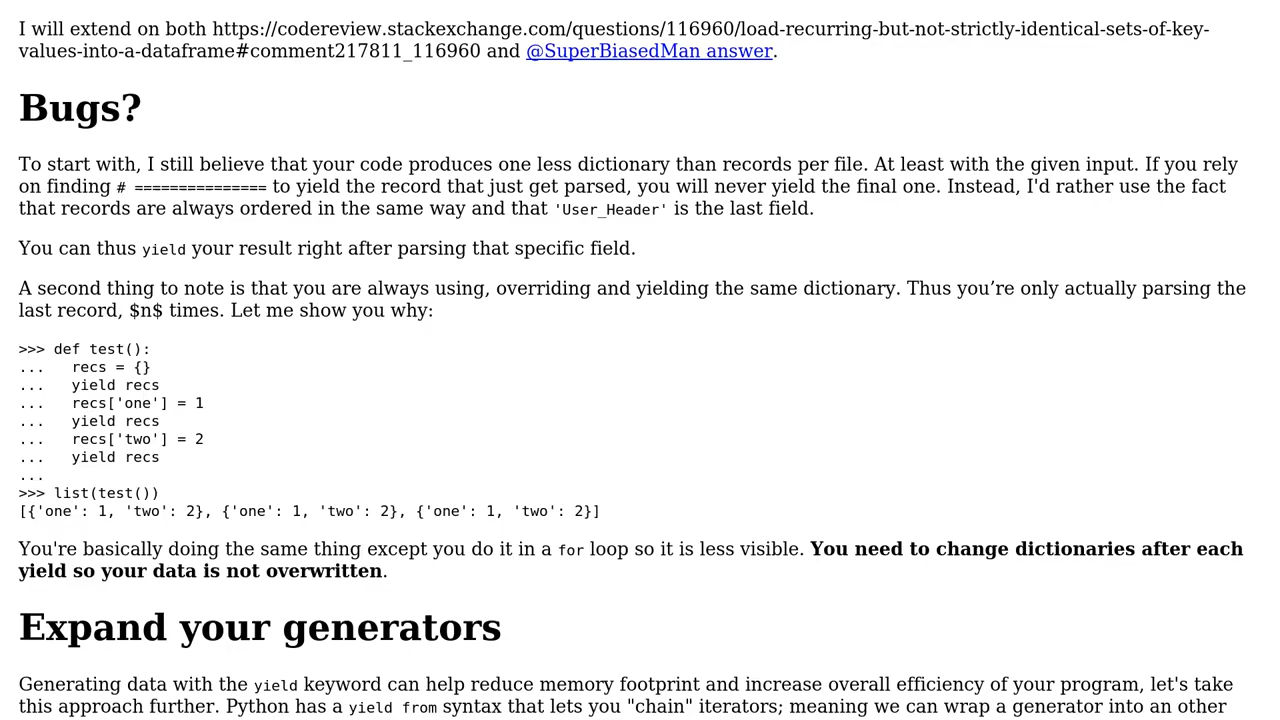 I will extend on both https://codereview.stackexchange.com/questions/116960/load-recurring-but-not-strictly-identical-sets-of-key-
values-into-a-dataframe#comment217811_116960 and @SuperBiasedMan answer.
Bugs?
To start with, I still believe that your code produces one less dictionary than records per file. At least with the given input. If you rely
on finding # =============== to yield the record that just get parsed, you will never yield the final one. Instead, I'd rather use the fact
that records are always ordered in the same way and that 'User_Header' is the last field.
You can thus yield your result right after parsing that specific field.
A second thing to note is that you are always using, overriding and yielding the same dictionary. Thus you’re only actually parsing the
last record, $n$ times. Let me show you why:
>>> def test():
...   recs = {}
...   yield recs
...   recs['one'] = 1
...   yield recs
...   recs['two'] = 2
...   yield recs
...
>>> list(test())
[{'one': 1, 'two': 2}, {'one': 1, 'two': 2}, {'one': 1, 'two': 2}]
You're basically doing the same thing except you do it in a for loop so it is less visible. You need to change dictionaries after each
yield so your data is not overwritten.
Expand your generators
Generating data with the yield keyword can help reduce memory footprint and increase overall efficiency of your program, let's take
this approach further. Python has a yield from syntax that lets you "chain" iterators; meaning we can wrap a generator into an other